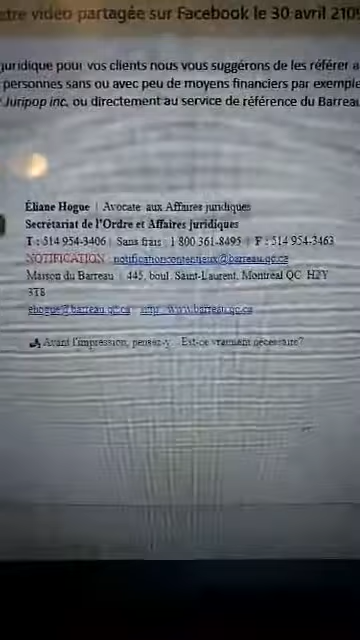 tre vidéo partagée sur Facebook le 30 avril 210
juridique pour vos clients nous vous suggérons de les référer a
personnes sans ou avec peu de moyens financiers par exemple
Juripop inc, ou directement au service de référence du Barreau
Éliane Hogue | Avocate aux Affaires juridiques
Secrétariat de l'Ordre et Affaires juridiques
T : 514 954-3406 | Sans frais : 1 800 361-8495 | F : 514 954-3463
NOTIFICATION : notificationcontentieux@barreau.qc.ca
Maison du Barreau | 445, boul. Saint-Laurent, Montréal QC H2Y
3T8
ehogue@barreau.qc.ca | http://www.barreau.qc.ca
Avant l'impression, pensez-y... Est-ce vraiment nécessaire?